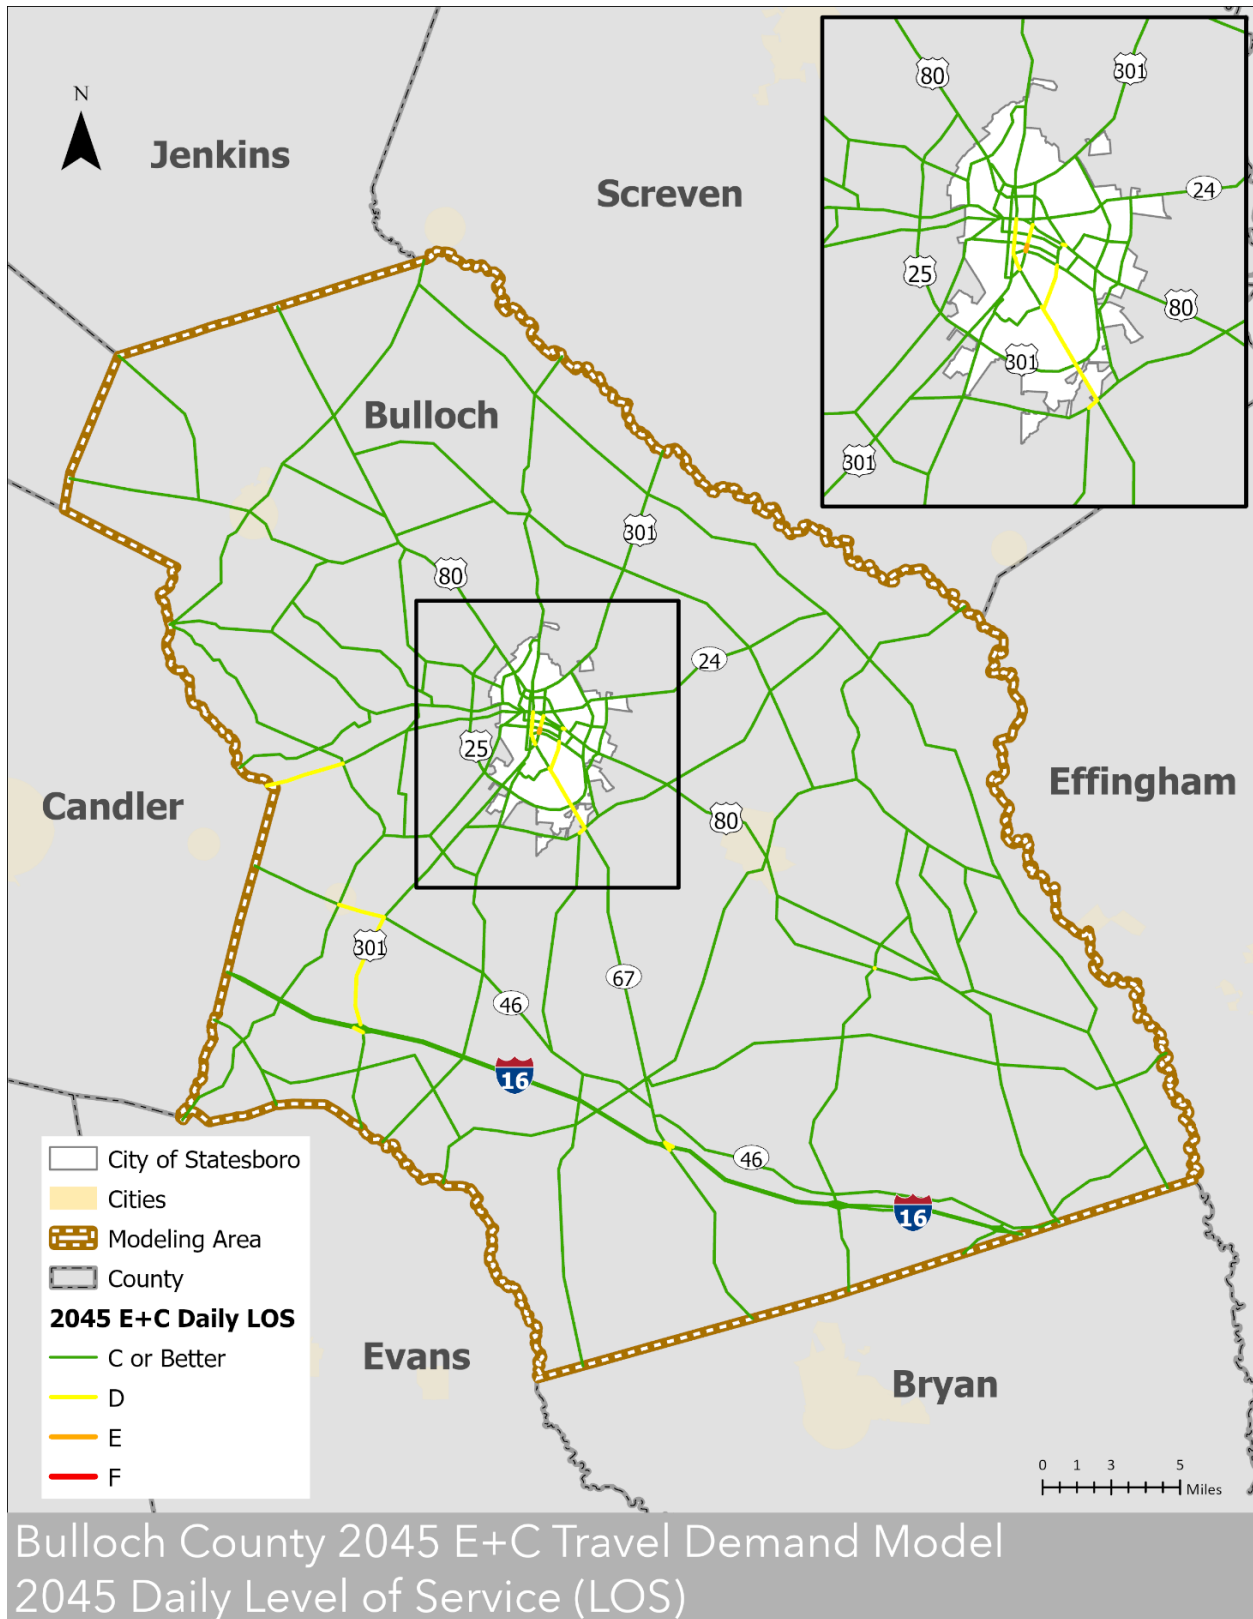 N
Jenkins
Screven
Bulloch
Candler
Effingham
Evans
Bryan
80
301
24
25
80
301
301
80
301
24
25
80
301
67
46
16
46
16
City of Statesboro
Cities
Modeling Area
County
2045 E+C Daily LOS
C or Better
D
E
F
0 1 3 5
Miles
Bulloch County 2045 E+C Travel Demand Model
2045 Daily Level of Service (LOS)